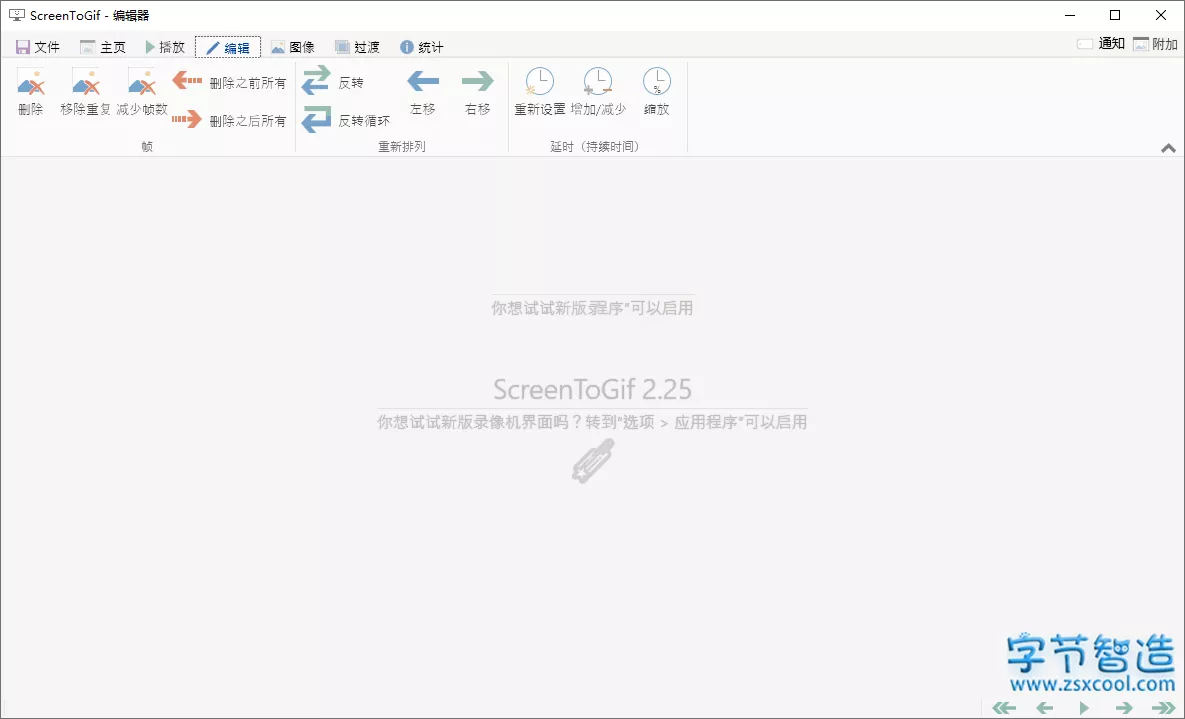 ScreenToGif - 编辑器
文件 主页 播放 编辑 图像 过渡 统计 通知 附加
删除 移除重复 减少帧数 删除之前所有 删除之后所有
帧
反转 反转循环 左移 右移
重新排列
重新设置 增加/减少 缩放
延时（持续时间）
你想试试新版录程序"可以启用
ScreenToGif 2.25
你想试试新版录像机界面吗？转到"选项 > 应用程序"可以启用
字节智造
www.zsxcool.com